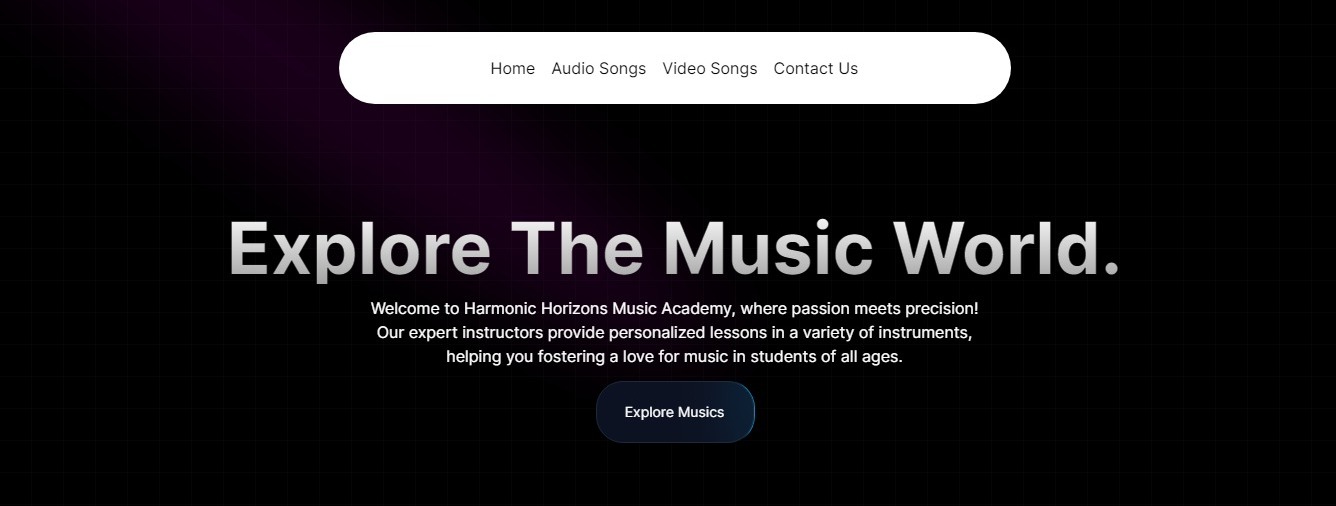 Home Audio Songs Video Songs Contact Us
Explore The Music World.
Welcome to Harmonic Horizons Music Academy, where passion meets precision!
Our expert instructors provide personalized lessons in a variety of instruments,
helping you fostering a love for music in students of all ages.
Explore Musics